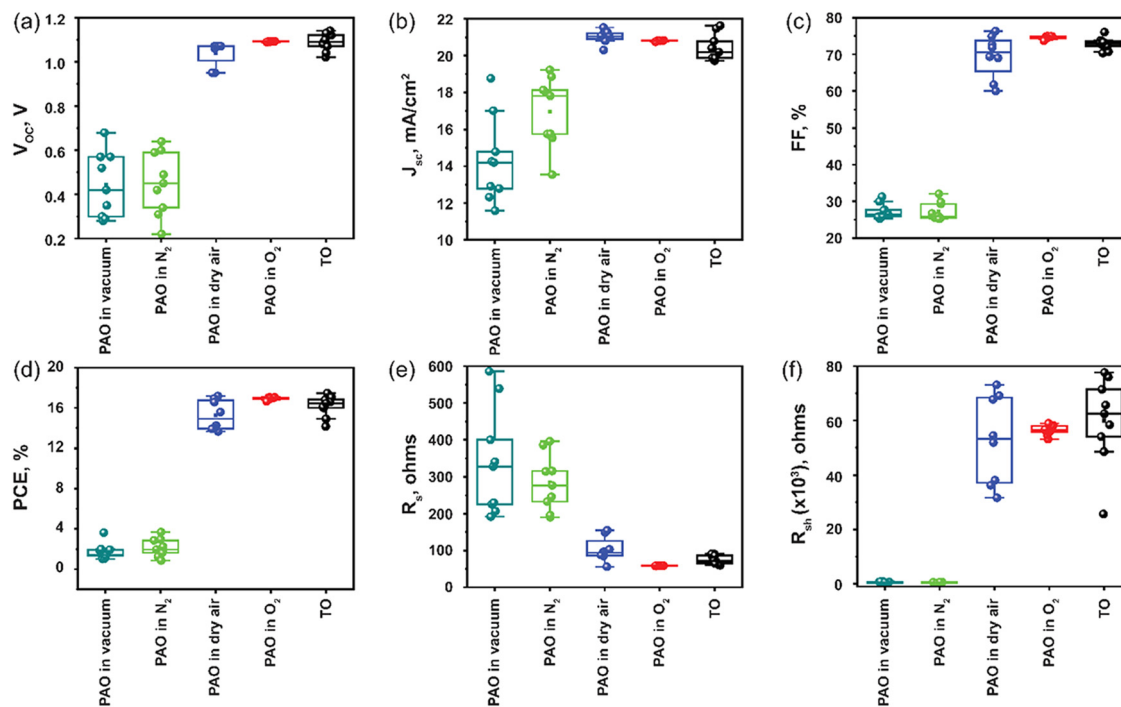 (a)
1.2
1.0
0.8
0.6
0.4
0.2
V_OC, V
PAO in vacuum
PAO in N₂
PAO in dry air
PAO in O₂
TO
(b)
22
20
18
16
14
12
10
J_sc, mA/cm²
PAO in vacuum
PAO in N₂
PAO in dry air
PAO in O₂
TO
(c)
80
70
60
50
40
30
20
FF, %
PAO in vacuum
PAO in N₂
PAO in dry air
PAO in O₂
TO
(d)
20
16
12
8
4
2
0
PCE, %
PAO in vacuum
PAO in N₂
PAO in dry air
PAO in O₂
TO
(e)
600
500
400
300
200
100
0
R_s, ohms
PAO in vacuum
PAO in N₂
PAO in dry air
PAO in O₂
TO
(f)
80
60
40
20
0
R_sh (x10³), ohms
PAO in vacuum
PAO in N₂
PAO in dry air
PAO in O₂
TO